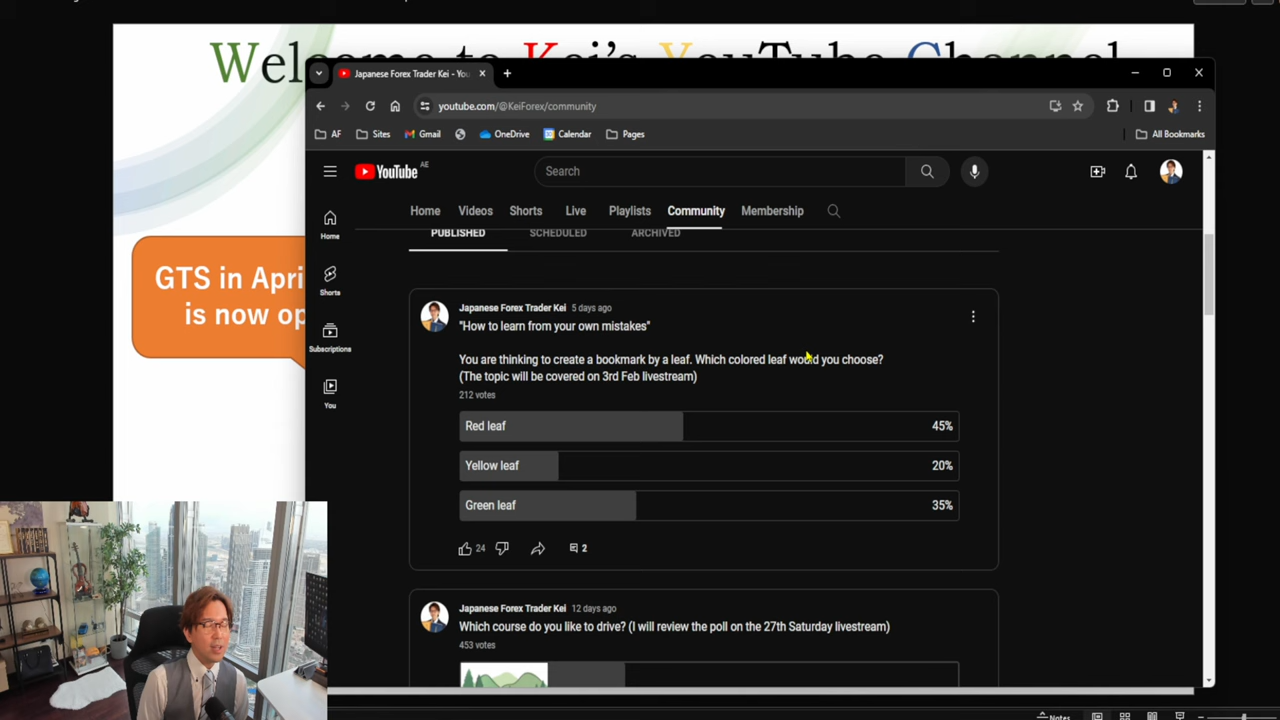 Welcome to Kei's YouTube Channel
Japanese Forex Trader Kei - You
youtube.com/@KeiForex/community
AF
Sites
Gmail
OneDrive
Calendar
Pages
All Bookmarks
YouTube
AE
Search
Home
Videos
Shorts
Live
Playlists
Community
Membership
PUBLISHED
SCHEDULED
ARCHIVED
Home
Shorts
Subscriptions
You
GTS in Apri
is now op
Japanese Forex Trader Kei 5 days ago
"How to learn from your own mistakes"
You are thinking to create a bookmark by a leaf. Which colored leaf would you choose?
(The topic will be covered on 3rd Feb livestream)
212 votes
Red leaf 45%
Yellow leaf 20%
Green leaf 35%
24
2
Japanese Forex Trader Kei 12 days ago
Which course do you like to drive? (I will review the poll on the 27th Saturday livestream)
453 votes
Notes